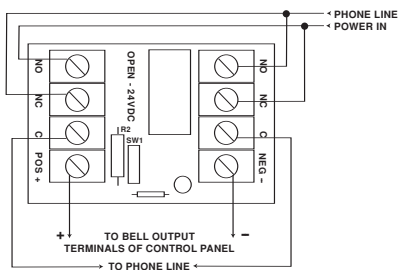 PHONE LINE
POWER IN
NO
NC
C
POS +
OPEN - 24VDC
R2
SW1
NO
NC
C
NEG -
+
-
TO BELL OUTPUT
TERMINALS OF CONTROL PANEL
TO PHONE LINE